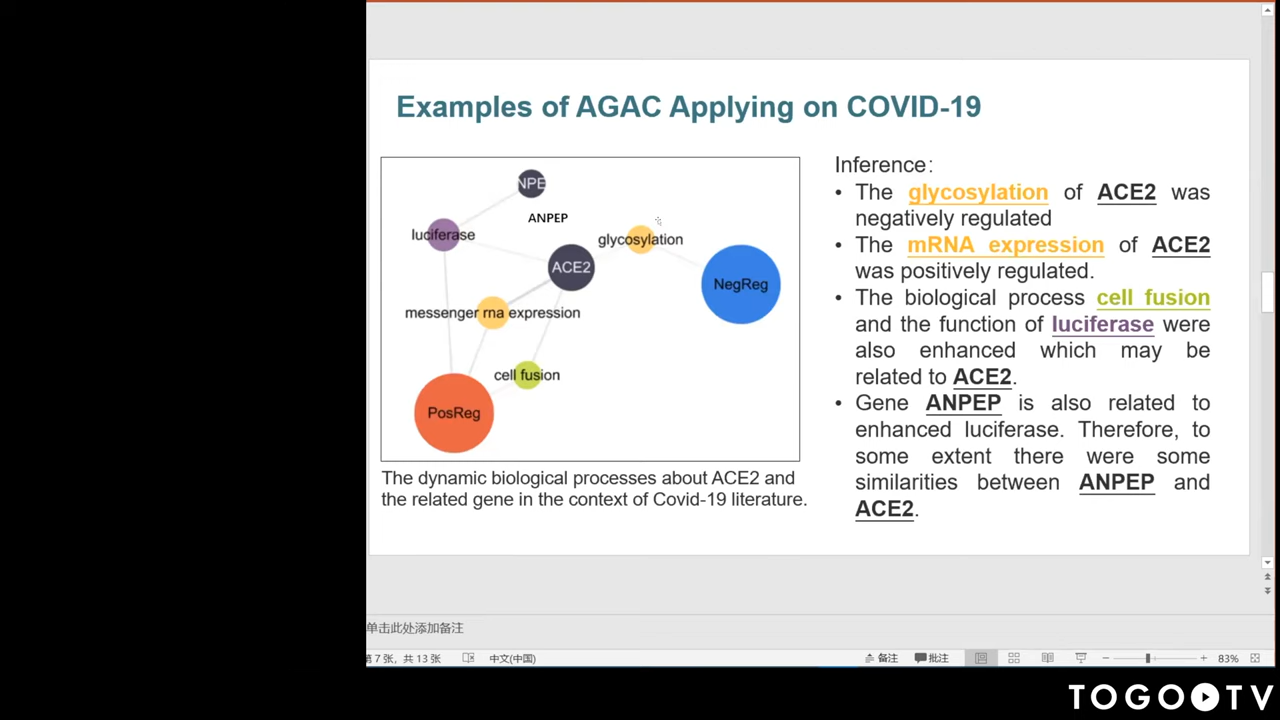 Examples of AGAC Applying on COVID-19
NPE
ANPEP
luciferase
glycosylation
ACE2
NegReg
messenger rna expression
cell fusion
PosReg
The dynamic biological processes about ACE2 and
the related gene in the context of Covid-19 literature.
Inference:
• The glycosylation of ACE2 was
negatively regulated
• The mRNA expression of ACE2
was positively regulated.
• The biological process cell fusion
and the function of luciferase were
also enhanced which may be
related to ACE2.
• Gene ANPEP is also related to
enhanced luciferase. Therefore, to
some extent there were some
similarities between ANPEP and
ACE2.
单击此处添加备注
第 7 张，共 13 张
中文(中国)
备注
批注
83%
TOGO TV